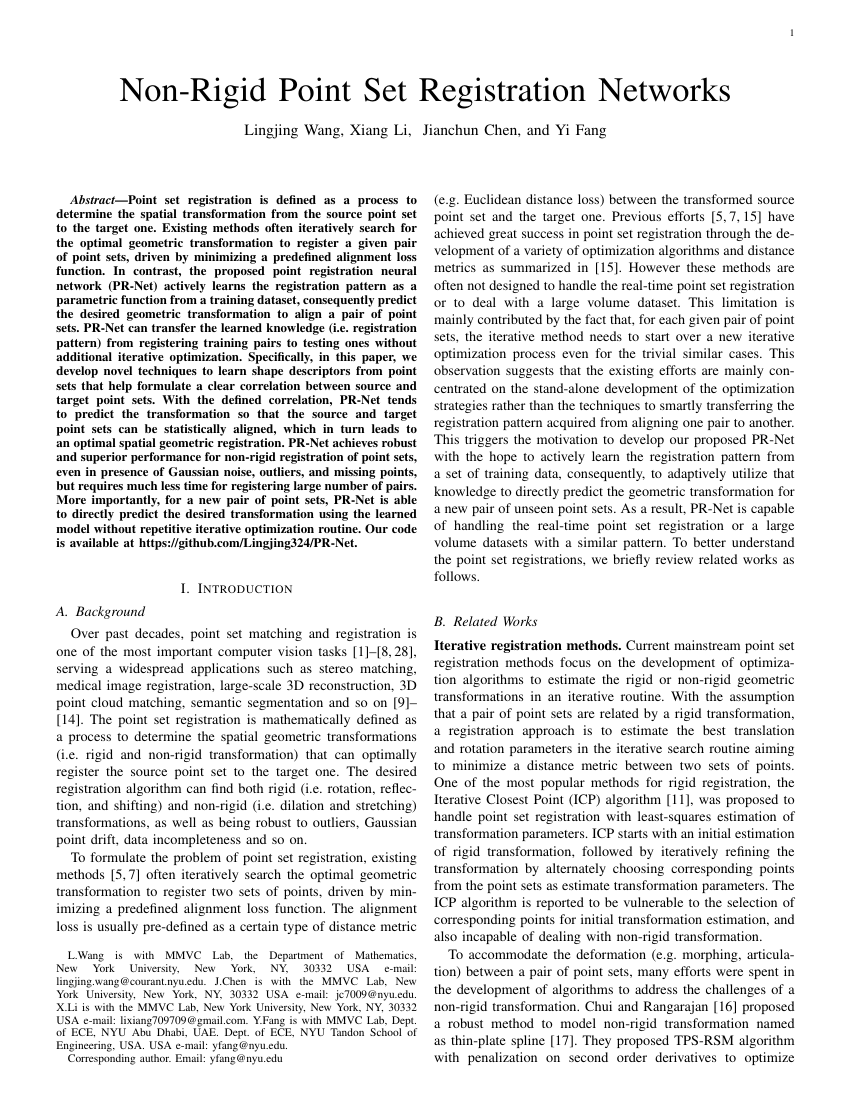 1
Non-Rigid Point Set Registration Networks
Lingjing Wang, Xiang Li, Jianchun Chen, and Yi Fang
Abstract—Point set registration is defined as a process to
determine the spatial transformation from the source point set
to the target one. Existing methods often iteratively search for
the optimal geometric transformation to register a given pair
of point sets, driven by minimizing a predefined alignment loss
function. In contrast, the proposed point registration neural
network (PR-Net) actively learns the registration pattern as a
parametric function from a training dataset, consequently predict
the desired geometric transformation to align a pair of point
sets. PR-Net can transfer the learned knowledge (i.e. registration
pattern) from registering training pairs to testing ones without
additional iterative optimization. Specifically, in this paper, we
develop novel techniques to learn shape descriptors from point
sets that help formulate a clear correlation between source and
target point sets. With the defined correlation, PR-Net tends
to predict the transformation so that the source and target
point sets can be statistically aligned, which in turn leads to
an optimal spatial geometric registration. PR-Net achieves robust
and superior performance for non-rigid registration of point sets,
even in presence of Gaussian noise, outliers, and missing points,
but requires much less time for registering large number of pairs.
More importantly, for a new pair of point sets, PR-Net is able
to directly predict the desired transformation using the learned
model without repetitive iterative optimization routine. Our code
is available at https://github.com/Lingjing324/PR-Net.
I. INTRODUCTION
A. Background
Over past decades, point set matching and registration is
one of the most important computer vision tasks [1]–[8, 28],
serving a widespread applications such as stereo matching,
medical image registration, large-scale 3D reconstruction, 3D
point cloud matching, semantic segmentation and so on [9]–
[14]. The point set registration is mathematically defined as
a process to determine the spatial geometric transformations
(i.e. rigid and non-rigid transformation) that can optimally
register the source point set to the target one. The desired
registration algorithm can find both rigid (i.e. rotation, reflec-
tion, and shifting) and non-rigid (i.e. dilation and stretching)
transformations, as well as being robust to outliers, Gaussian
point drift, data incompleteness and so on.
To formulate the problem of point set registration, existing
methods [5, 7] often iteratively search the optimal geometric
transformation to register two sets of points, driven by min-
imizing a predefined alignment loss function. The alignment
loss is usually pre-defined as a certain type of distance metric
L.Wang is with MMVC Lab, the Department of Mathematics,
New York University, New York, NY, 30332 USA e-mail:
lingjing.wang@courant.nyu.edu. J.Chen is with the MMVC Lab, New
York University, New York, NY, 30332 USA e-mail: jc7009@nyu.edu.
X.Li is with the MMVC Lab, New York University, New York, NY, 30332
USA e-mail: lixiang709709@gmail.com. Y.Fang is with MMVC Lab, Dept.
of ECE, NYU Abu Dhabi, UAE. Dept. of ECE, NYU Tandon School of
Engineering, USA. USA e-mail: yfang@nyu.edu.
Corresponding author. Email: yfang@nyu.edu
(e.g. Euclidean distance loss) between the transformed source
point set and the target one. Previous efforts [5, 7, 15] have
achieved great success in point set registration through the de-
velopment of a variety of optimization algorithms and distance
metrics as summarized in [15]. However these methods are
often not designed to handle the real-time point set registration
or to deal with a large volume dataset. This limitation is
mainly contributed by the fact that, for each given pair of point
sets, the iterative method needs to start over a new iterative
optimization process even for the trivial similar cases. This
observation suggests that the existing efforts are mainly con-
centrated on the stand-alone development of the optimization
strategies rather than the techniques to smartly transferring the
registration pattern acquired from aligning one pair to another.
This triggers the motivation to develop our proposed PR-Net
with the hope to actively learn the registration pattern from
a set of training data, consequently, to adaptively utilize that
knowledge to directly predict the geometric transformation for
a new pair of unseen point sets. As a result, PR-Net is capable
of handling the real-time point set registration or a large
volume datasets with a similar pattern. To better understand
the point set registrations, we briefly review related works as
follows.
B. Related Works
Iterative registration methods. Current mainstream point set
registration methods focus on the development of optimiza-
tion algorithms to estimate the rigid or non-rigid geometric
transformations in an iterative routine. With the assumption
that a pair of point sets are related by a rigid transformation,
a registration approach is to estimate the best translation
and rotation parameters in the iterative search routine aiming
to minimize a distance metric between two sets of points.
One of the most popular methods for rigid registration, the
Iterative Closest Point (ICP) algorithm [11], was proposed to
handle point set registration with least-squares estimation of
transformation parameters. ICP starts with an initial estimation
of rigid transformation, followed by iteratively refining the
transformation by alternately choosing corresponding points
from the point sets as estimate transformation parameters. The
ICP algorithm is reported to be vulnerable to the selection of
corresponding points for initial transformation estimation, and
also incapable of dealing with non-rigid transformation.
To accommodate the deformation (e.g. morphing, articula-
tion) between a pair of point sets, many efforts were spent in
the development of algorithms to address the challenges of a
non-rigid transformation. Chui and Rangarajan [16] proposed
a robust method to model non-rigid transformation named
as thin-plate spline [17]. They proposed TPS-RSM algorithm
with penalization on second order derivatives to optimize